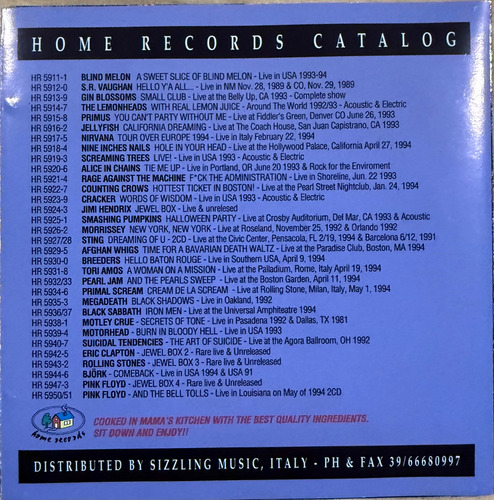 HOME RECORDS CATALOG
HR 5911-1 BLIND MELON A SWEET SLICE OF BLIND MELON - Live in USA 1993-94
HR 5912-0 S.R. VAUGHAN HELLO Y'A ALL... - Live in NM Nov. 28, 1989 & CO, Nov. 29, 1989
HR 5913-9 GIN BLOSSOMS SMALL CLUB - Live at the Belly Up, CA 1993 - Complete show
HR 5914-7 THE LEMONHEADS WITH REAL LEMON JUICE - Around The World 1992/93 - Acoustic & Electric
HR 5915-8 PRIMUS YOU CAN'T PARTY WITHOUT ME - Live at Fiddler's Green, Denver CO June 26, 1993
HR 5916-2 JELLYFISH CALIFORNIA DREAMING - Live at The Coach House, San Juan Capistrano, CA 1993
HR 5917-5 NIRVANA TOUR OVER EUROPE 1994 - Live in Italy February 22, 1994
HR 5918-4 NINE INCHES NAILS HOLE IN YOUR HEAD - Live at the Hollywood Palace, California April 27, 1994
HR 5919-3 SCREAMING TREES LIVE! - Live in USA 1993 - Acoustic & Electric
HR 5920-6 ALICE IN CHAINS TIE ME UP - Live in Portland, OR June 20 1993 & Rock for the Enviroment
HR 5921-4 RAGE AGAINST THE MACHINE F*CK THE ADMINISTRATION - Live in Shoreline, Jun. 22 1993
HR 5922-7 COUNTING CROWS HOTTEST TICKET IN BOSTON! - Live at the Pearl Street Nightclub, Jan. 24, 1994
HR 5923-9 CRACKER WORDS OF WISDOM - Live in USA 1993 - Acoustic & Electric
HR 5924-3 JIMI HENDRIX JEWEL BOX - Live & unreleased
HR 5925-1 SMASHING PUMPKINS HALLOWEEN PARTY - Live at Crosby Auditorium, Del Mar, CA 1993 & Acoustic
HR 5926-2 MORRISSEY NEW YORK, NEW YORK - Live at Roseland, November 25, 1992 & Orlando 1992
HR 5927/28 STING DREAMING OF U - 2CD - Live at the Civic Center, Pensacola, FL 2/19, 1994 & Barcelona 6/12, 1991
HR 5929-5 AFGHAN WHIGS TIME FOR A BAVARIAN DEATH WALTZ - Live at the Paradise Club, Boston, MA 1994
HR 5930-0 BREEDERS HELLO BATON ROUGE - Live in Southern USA, April 9, 1994
HR 5931-8 TORI AMOS A WOMAN ON A MISSION - Live at the Palladium, Rome, Italy April 19, 1994
HR 5932/33 PEARL JAM AND THE PEARLS SWEEP - Live at the Boston Garden, April 11, 1994
HR 5934-6 PRIMAL SCREAM CREAM DE LA SCREAM - Live at Rolling Stone, Milan, Italy, May 1, 1994
HR 5935-3 MEGADEATH BLACK SHADOWS - Live in Oakland, 1992
HR 5936/37 BLACK SABBATH IRON MEN - Live at the Universal Amphiteatre 1994
HR 5938-1 MOTLEY CRUE - SECRETS OF TONE - Live in Pasadena 1992 & Dallas, TX 1981
HR 5939-4 MOTORHEAD - BURN IN BLOODY HELL - Live in USA 1993
HR 5940-7 SUICIDAL TENDENCIES - THE ART OF SUICIDE - Live at the Agora Ballroom, OH 1992
HR 5942-5 ERIC CLAPTON - JEWEL BOX 2 - Rare live & Unreleased
HR 5943-2 ROLLING STONES - JEWEL BOX 3 - Rare live & Unreleased
HR 5944-6 BJÖRK - COMEBACK - Live in USA 1994 & USA 91
HR 5947-3 PINK FLOYD - JEWEL BOX 4 - Rare live & Unreleased
HR 5950/51 PINK FLOYD - AND THE BELL TOLLS - Live in Louisiana on May of 1994 2CD
COOKED IN MAMA'S KITCHEN WITH THE BEST QUALITY INGREDIENTS.
SIT DOWN AND ENJOY!!
home records
DISTRIBUTED BY SIZZLING MUSIC, ITALY - PH & FAX 39/66680997